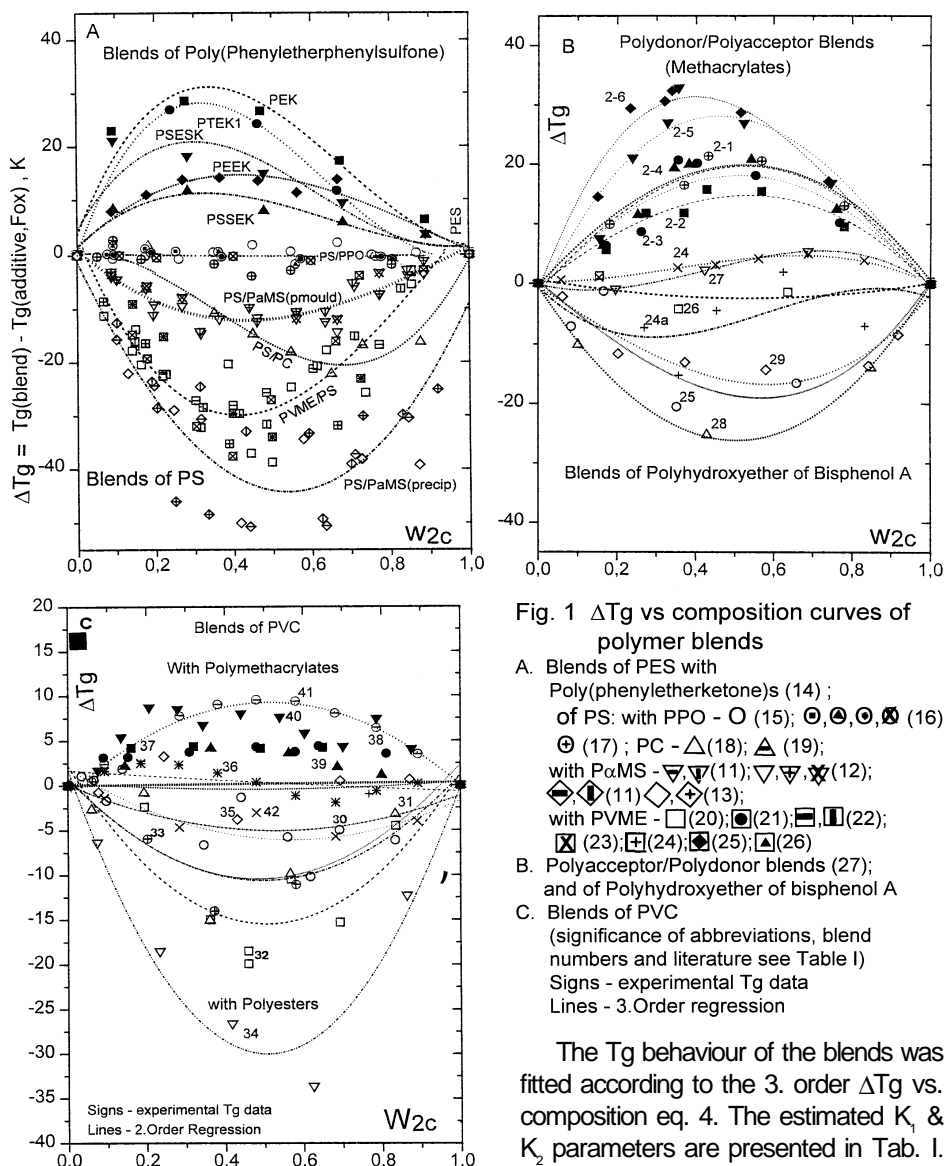 40
20
0
-20
-40
ΔTg = Tg(blend) - Tg(additive,Fox) , K
A
Blends of Poly(Phenyletherphenylsulfone)
PEK
PTEK1
PSESK
PEEK
PSSEK
PES
PS/PPO
PS/PaMS(pmould)
PS/PC
PVME/PS
PS/PaMS(precip)
Blends of PS
W2c
0,0 0,2 0,4 0,6 0,8 1,0
40
20
0
-20
-40
B
ΔTg
Polydonor/Polyacceptor Blends
(Methacrylates)
2-6
2-5
2-1
2-4
2-2
2-3
24
27
26
24a
29
25
28
Blends of Polyhydroxyether of Bisphenol A
W2c
0,0 0,2 0,4 0,6 0,8 1,0
20
15
10
5
0
-5
-10
-15
-20
-25
-30
-35
-40
C
ΔTg
Blends of PVC
With Polymethacrylates
41
40
38
37
39
36
35
42
30
31
33
32
with Polyesters
34
Signs - experimental Tg data
Lines - 2.Order Regression
W2c
0,0 0,2 0,4 0,6 0,8 1,0
Fig. 1 ΔTg vs composition curves of
polymer blends
A. Blends of PES with
Poly(phenyletherketone)s (14) ;
of PS: with PPO - (15); (16)
(17) ; PC - (18); (19);
with PαMS - (11); (12);
(11) (13);
with PVME - (20); (21); (22);
(23); (24); (25); (26)
B. Polyacceptor/Polydonor blends (27);
and of Polyhydroxyether of bisphenol A
C. Blends of PVC
(significance of abbreviations, blend
numbers and literature see Table I)
Signs - experimental Tg data
Lines - 3.Order regression
The Tg behaviour of the blends was
fitted according to the 3. order ΔTg vs.
composition eq. 4. The estimated K₁ &
K₂ parameters are presented in Tab. I.